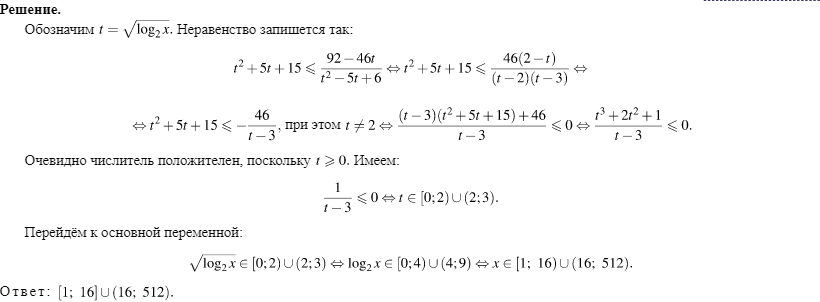 Решение.
Обозначим t = √(log₂x). Неравенство запишется так:
t² + 5t + 15 ⩽ (92 − 46t)/(t² − 5t + 6) ⇔ t² + 5t + 15 ⩽ 46(2 − t)/((t − 2)(t − 3)) ⇔
⇔ t² + 5t + 15 ⩽ −46/(t − 3), при этом t ≠ 2 ⇔ ((t − 3)(t² + 5t + 15) + 46)/(t − 3) ⩽ 0 ⇔ (t³ + 2t² + 1)/(t − 3) ⩽ 0.
Очевидно числитель положителен, поскольку t ⩾ 0. Имеем:
1/(t − 3) ⩽ 0 ⇔ t ∈ [0; 2) ∪ (2; 3).
Перейдём к основной переменной:
√(log₂x) ∈ [0; 2) ∪ (2; 3) ⇔ log₂x ∈ [0; 4) ∪ (4; 9) ⇔ x ∈ [1; 16) ∪ (16; 512).
Ответ: [1; 16] ∪ (16; 512).